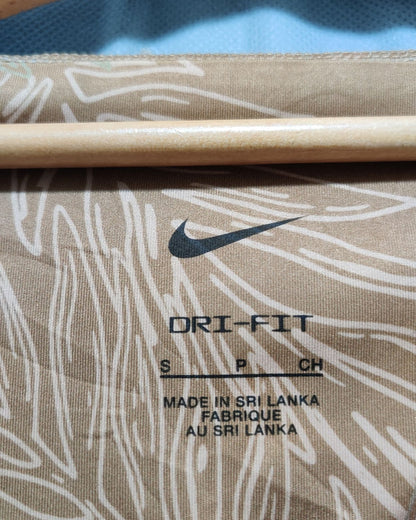 DRI-FIT
S P CH
MADE IN SRI LANKA
FABRIQUE
AU SRI LANKA